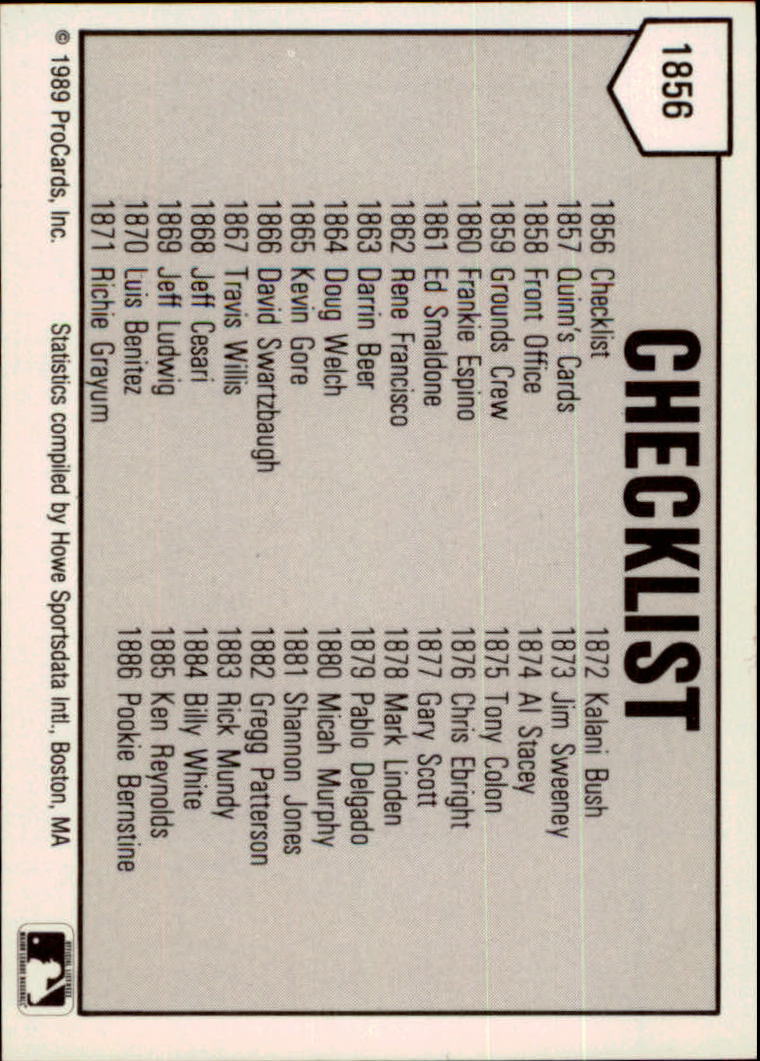 1856
CHECKLIST
1856 Checklist
1857 Quinn's Cards
1858 Front Office
1859 Grounds Crew
1860 Frankie Espino
1861 Ed Smaldone
1862 Rene Francisco
1863 Darrin Beer
1864 Doug Welch
1865 Kevin Gore
1866 David Swartzbaugh
1867 Travis Willis
1868 Jeff Cesari
1869 Jeff Ludwig
1870 Luis Benitez
1871 Richie Grayum
1872 Kalani Bush
1873 Jim Sweeney
1874 Al Stacey
1875 Tony Colon
1876 Chris Ebright
1877 Gary Scott
1878 Mark Linden
1879 Pablo Delgado
1880 Micah Murphy
1881 Shannon Jones
1882 Gregg Patterson
1883 Rick Mundy
1884 Billy White
1885 Ken Reynolds
1886 Pookie Bernstine
© 1989 ProCards, Inc. Statistics compiled by Howe Sportsdata Intl., Boston, MA
OFFICIAL LICENSEE
MAJOR LEAGUE BASEBALL